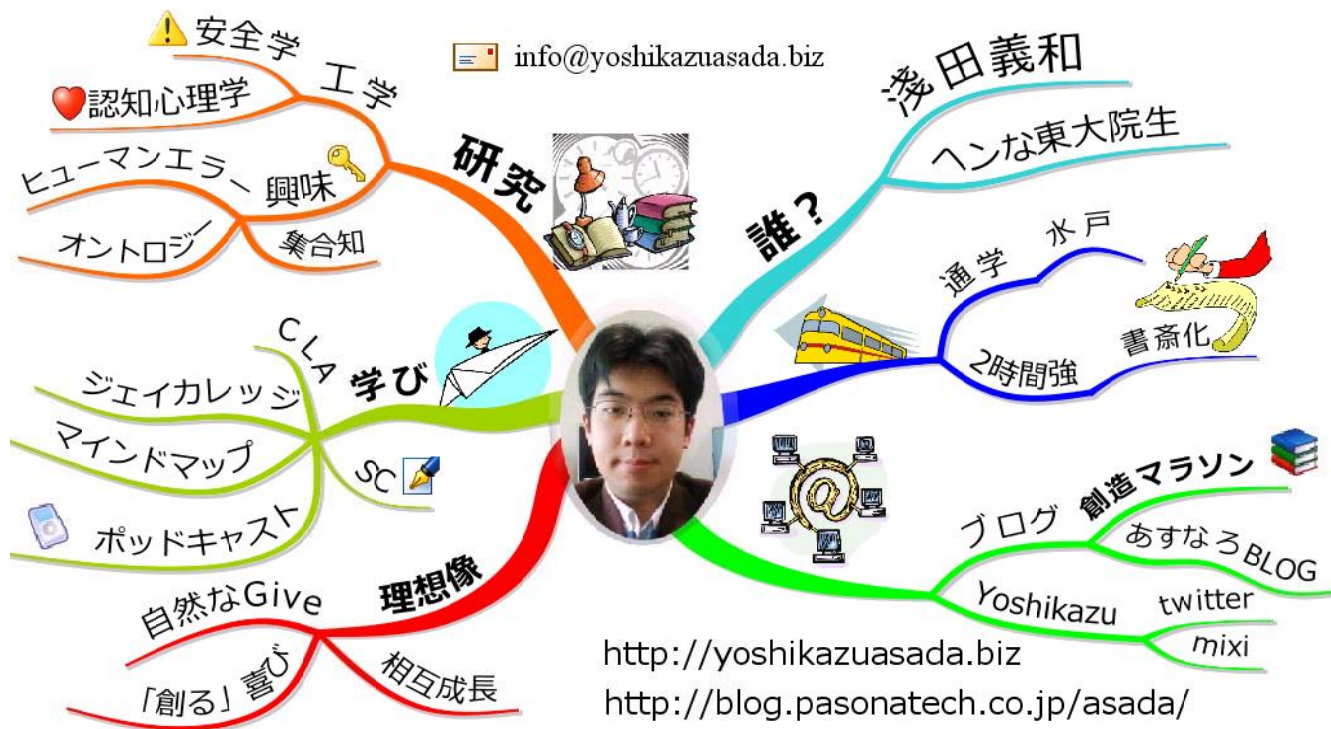 info@yoshikazuasada.biz
研究
工学
安全学
認知心理学
興味
ヒューマンエラー
オントロジー
集合知
学び
CLA
ジェイカレッジ
マインドマップ
ポッドキャスト
SC
理想像
自然なGive
「創る」喜び
相互成長
誰？
淺田義和
ヘンな東大院生
通学
水戸
2時間強
書斎化
ブログ
創造マラソン
あすなろBLOG
Yoshikazu
twitter
mixi
http://yoshikazuasada.biz
http://blog.pasonatech.co.jp/asada/